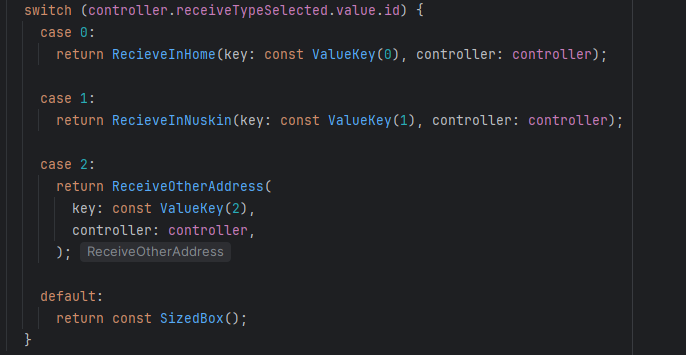 switch (controller.receiveTypeSelected.value.id) {
case 0:
return RecieveInHome(key: const ValueKey(0), controller: controller);
case 1:
return RecieveInNuskin(key: const ValueKey(1), controller: controller);
case 2:
return ReceiveOtherAddress(
key: const ValueKey(2),
controller: controller,
); ReceiveOtherAddress
default:
return const SizedBox();
}